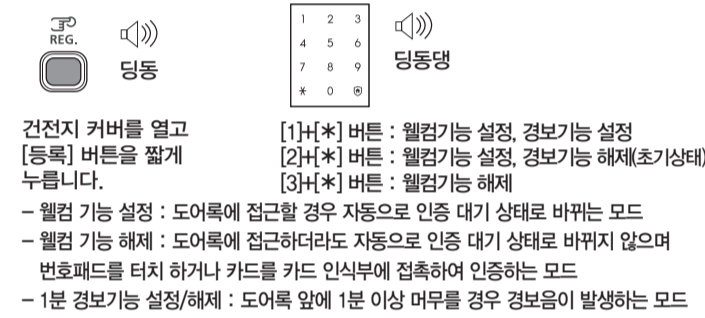 REG.
딩동
1 2 3
4 5 6
7 8 9
* 0
딩동댕
건전지 커버를 열고
[등록] 버튼을 짧게
누릅니다.
[1]+[*] 버튼 : 웰컴기능 설정, 경보기능 설정
[2]+[*] 버튼 : 웰컴기능 설정, 경보기능 해제(초기상태)
[3]+[*] 버튼 : 웰컴기능 해제
– 웰컴 기능 설정 : 도어록에 접근할 경우 자동으로 인증 대기 상태로 바뀌는 모드
– 웰컴 기능 해제 : 도어록에 접근하더라도 자동으로 인증 대기 상태로 바뀌지 않으며
번호패드를 터치 하거나 카드를 카드 인식부에 접촉하여 인증하는 모드
– 1분 경보기능 설정/해제 : 도어록 앞에 1분 이상 머무를 경우 경보음이 발생하는 모드